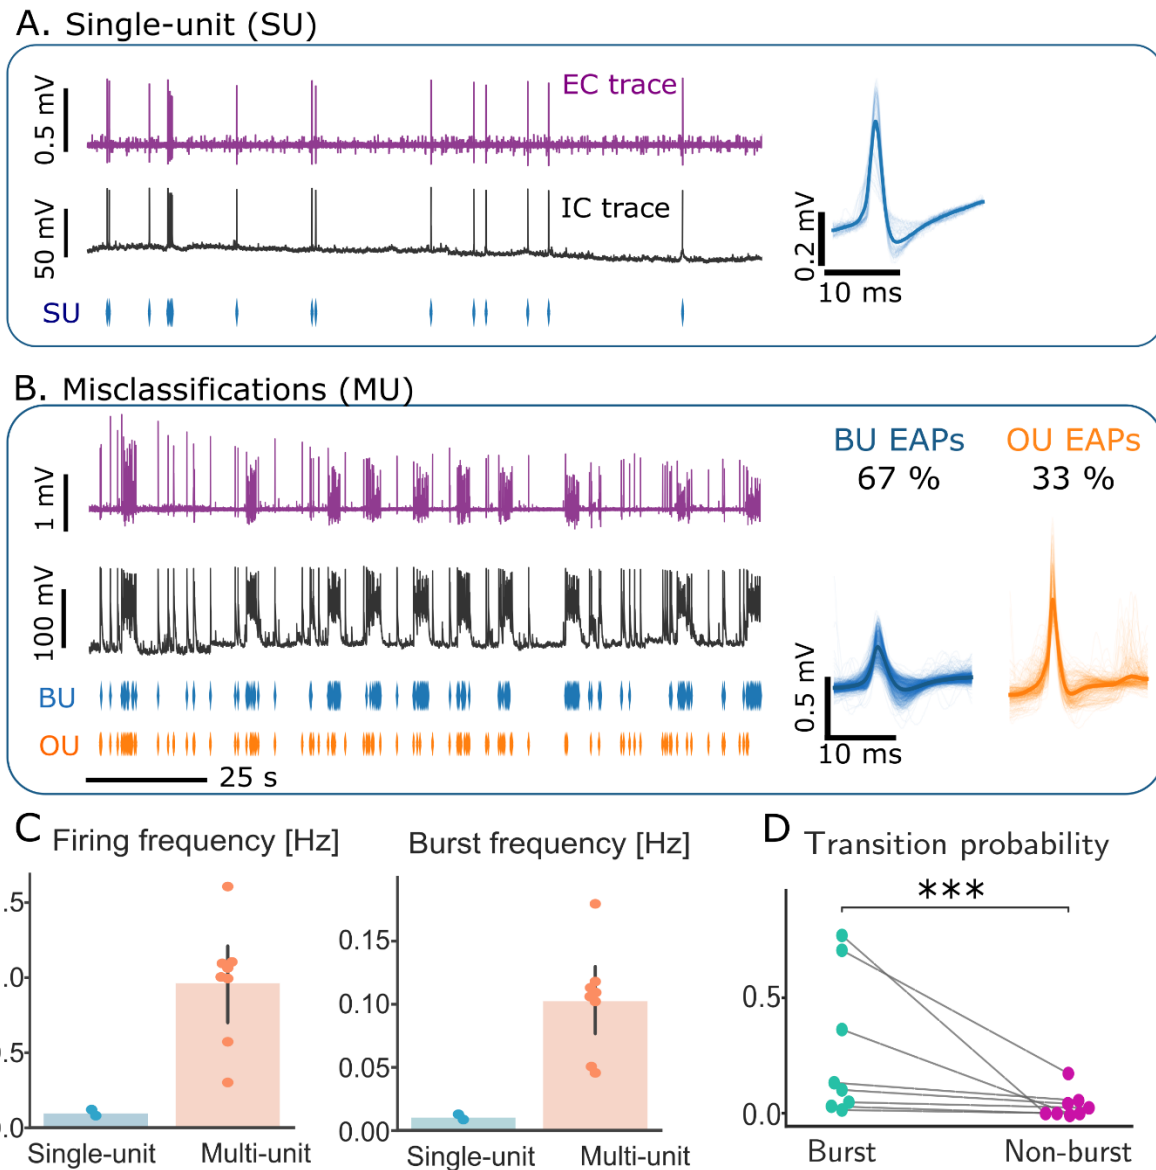 A. Single-unit (SU)
EC trace
0.5 mV
IC trace
50 mV
SU
0.2 mV
10 ms
B. Misclassifications (MU)
BU EAPs
67 %
OU EAPs
33 %
1 mV
100 mV
BU
OU
25 s
0.5 mV
10 ms
C
Firing frequency [Hz]
.5
.0
.5
.0
Single-unit
Multi-unit
Burst frequency [Hz]
0.15
0.10
0.05
0.00
Single-unit
Multi-unit
D
Transition probability
***
0.5
0.0
Burst
Non-burst